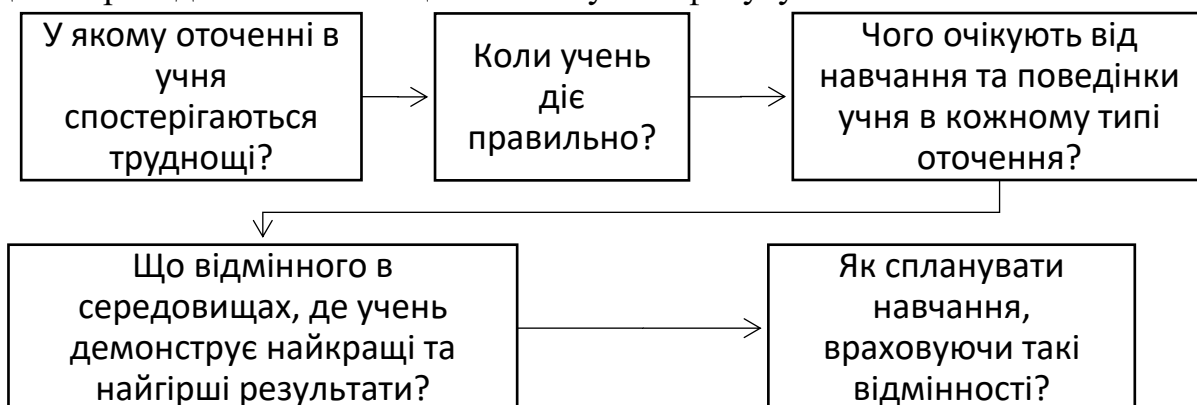 У якому оточенні в
учня
спостерігаються
труднощі?
Коли учень
діє
правильно?
Чого очікують від
навчання та поведінки
учня в кожному типі
оточення?
Що відмінного в
середовищах, де учень
демонструє найкращі та
найгірші результати?
Як спланувати
навчання,
враховуючи такі
відмінності?